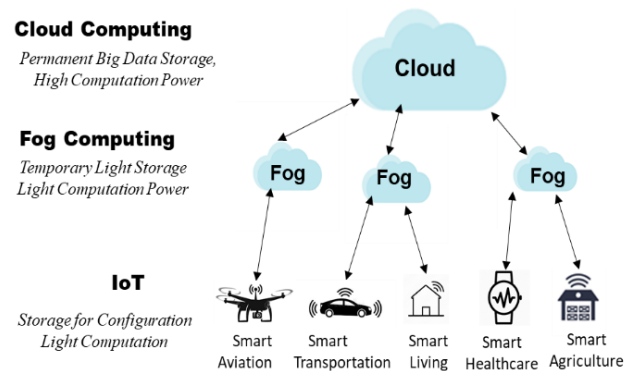 Cloud Computing
Permanent Big Data Storage,
High Computation Power
Cloud
Fog Computing
Temporary Light Storage
Light Computation Power
Fog
Fog
Fog
IoT
Storage for Configuration
Light Computation
Smart
Aviation
Smart
Transportation
Smart
Living
Smart
Healthcare
Smart
Agriculture